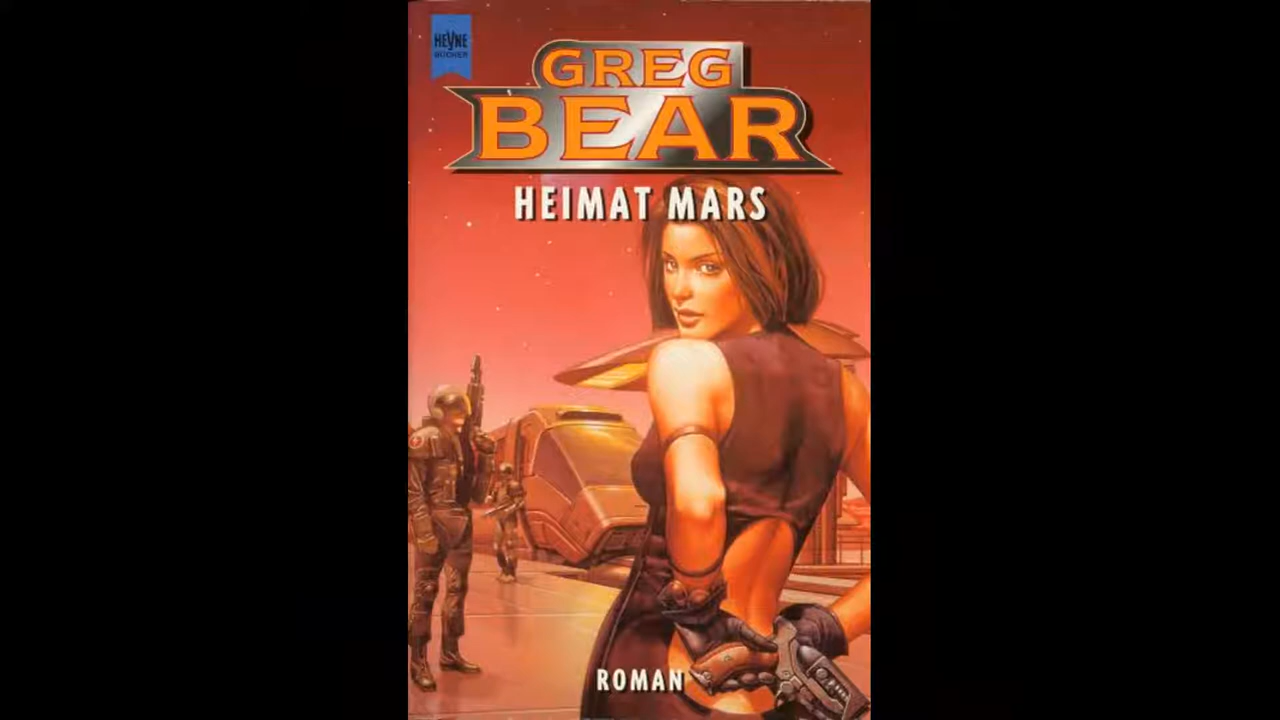 HEYNE
BÜCHER
GREG
BEAR
HEIMAT MARS
ROMAN